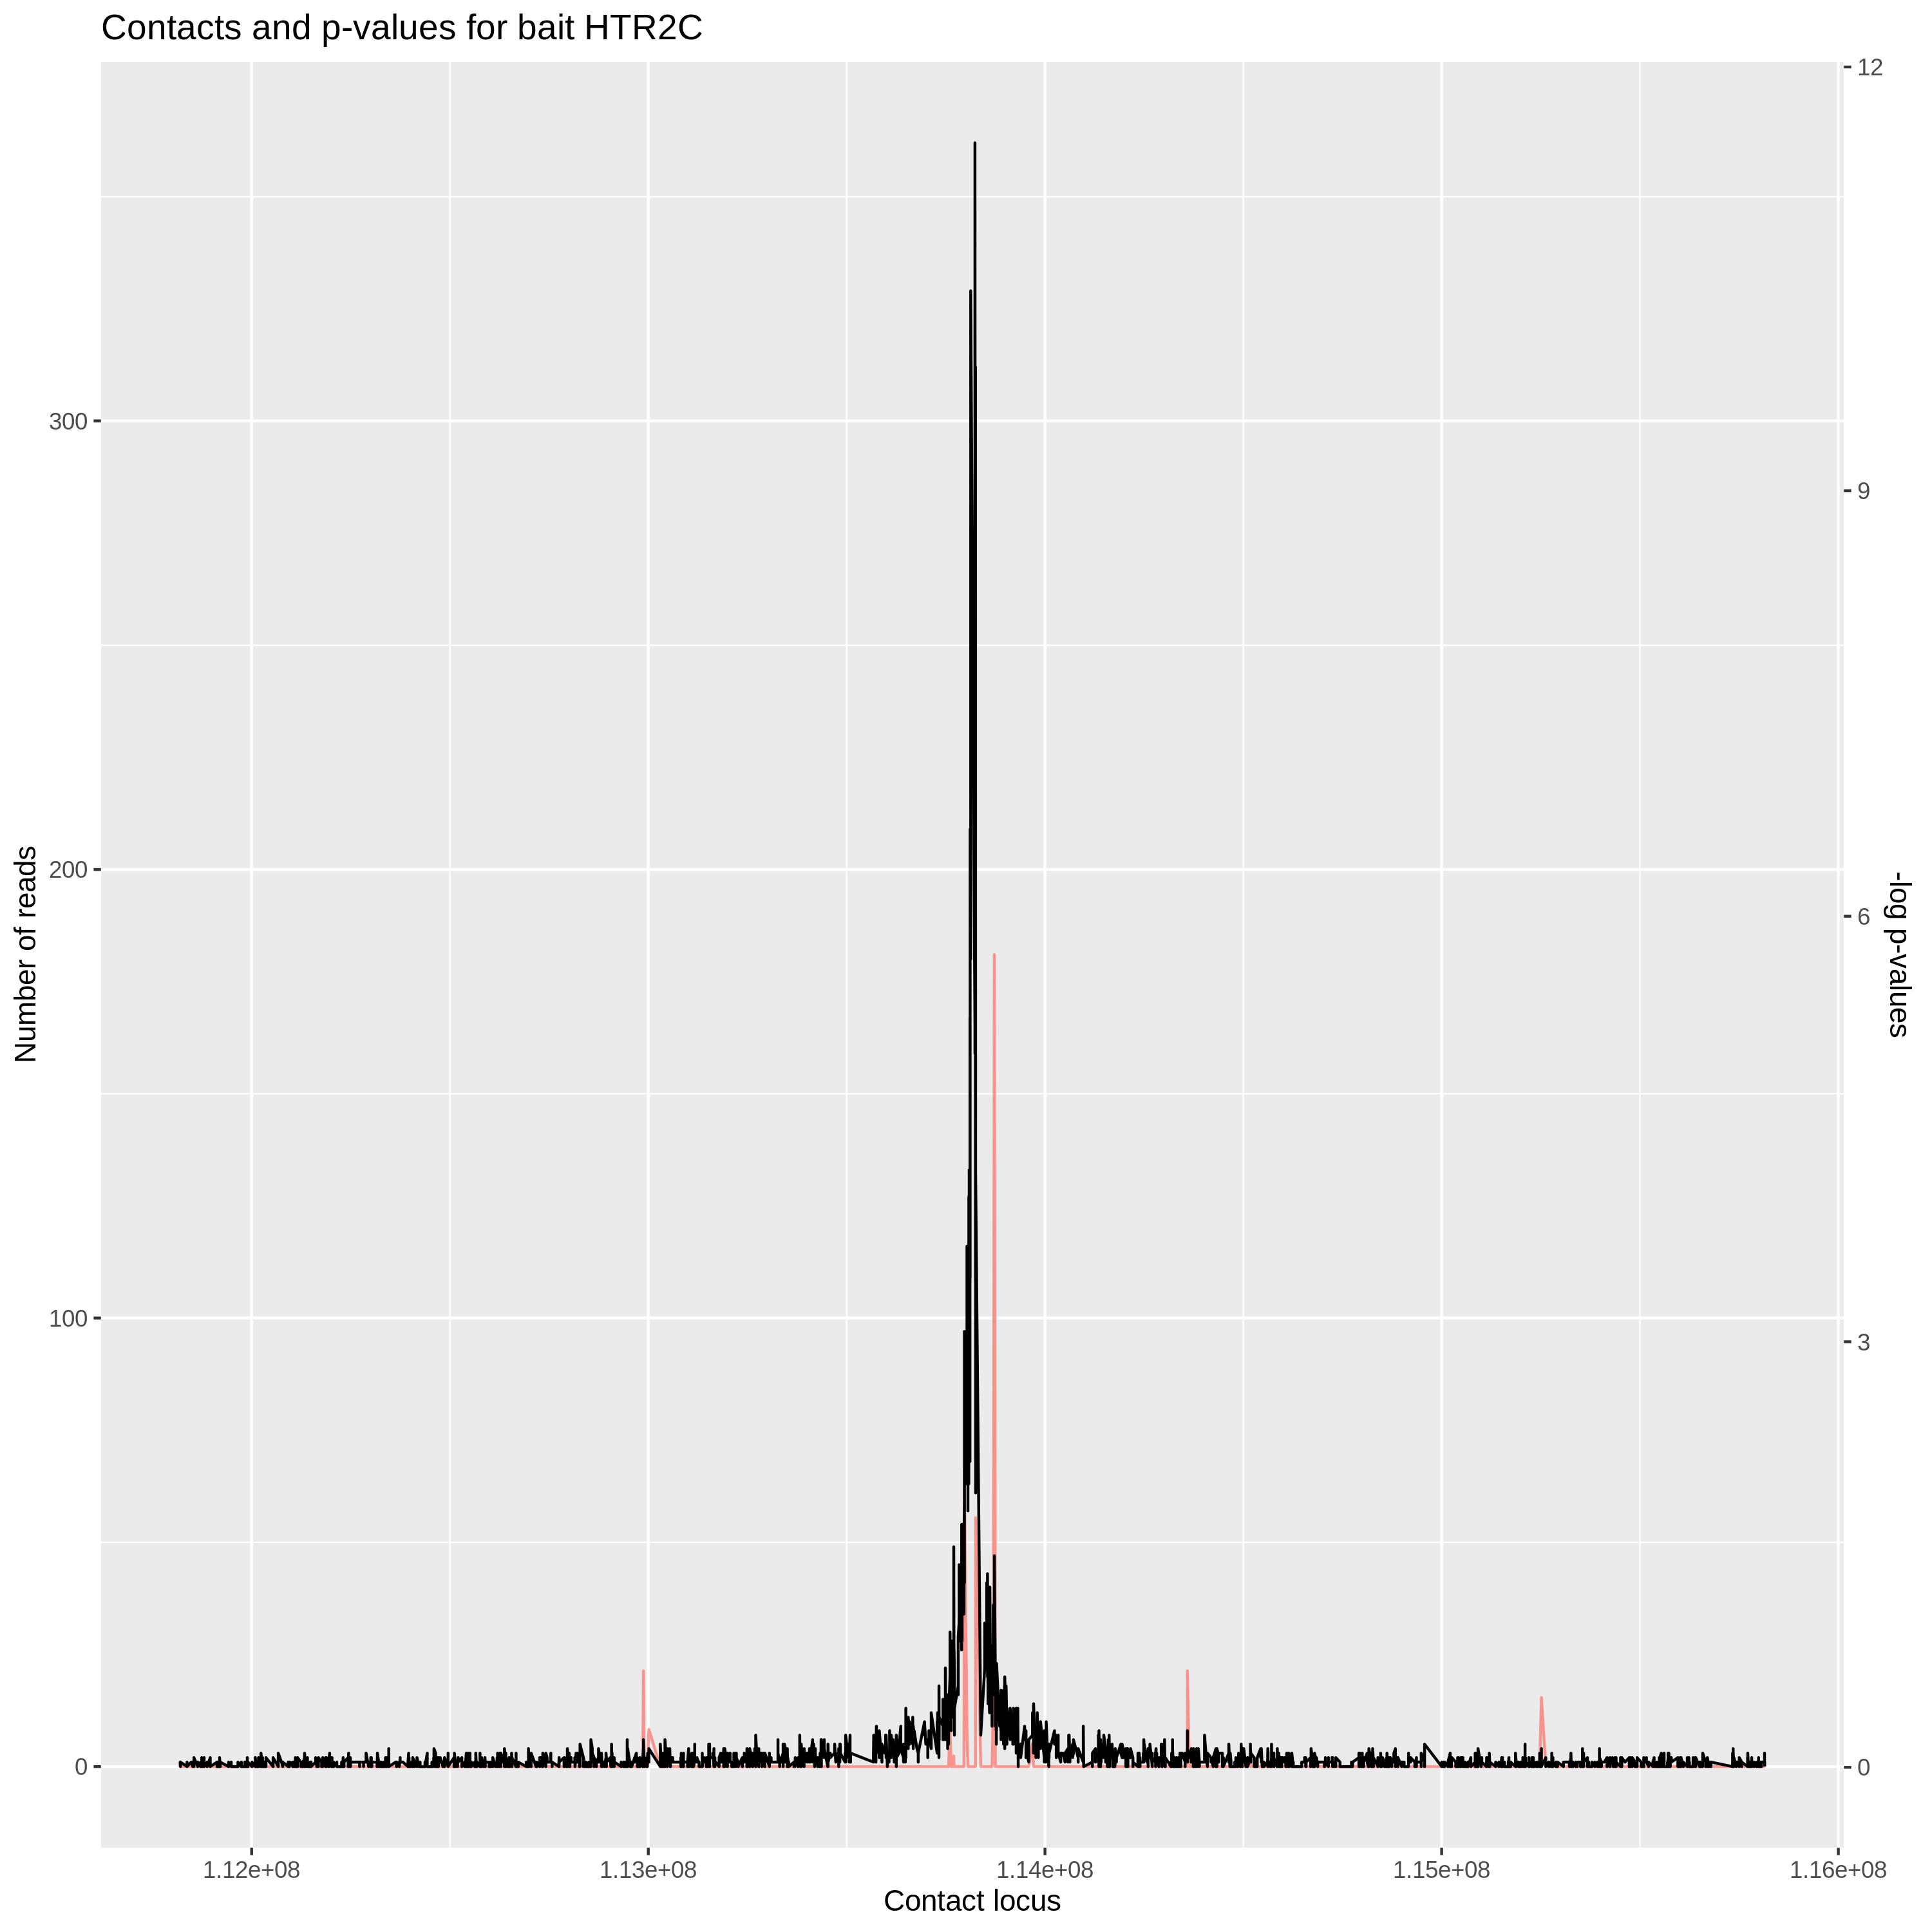 Contacts and p-values for bait HTR2C
12
300
9
200
6
Number of reads
-log p-values
100
3
0
0
1.12e+08
1.13e+08
1.14e+08
1.15e+08
1.16e+08
Contact locus